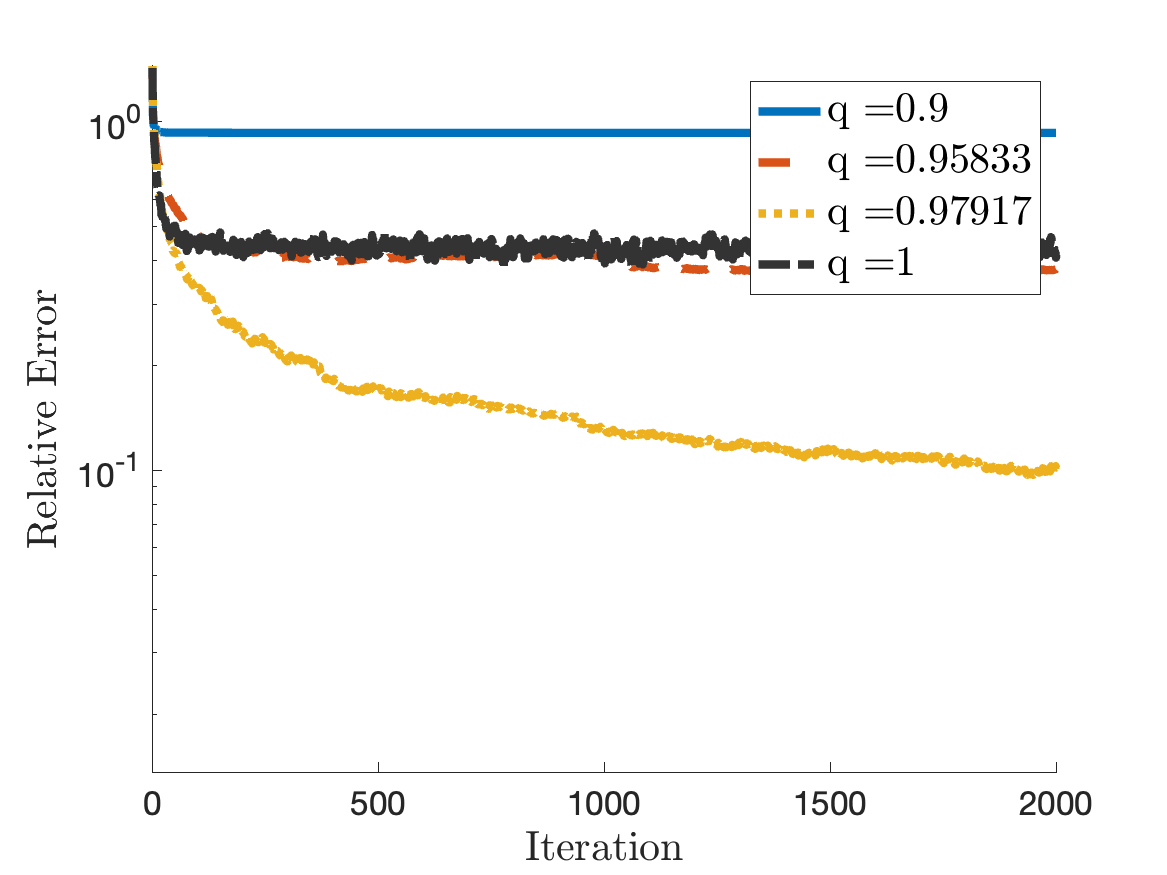 q =0.9
q =0.95833
q =0.97917
q =1
10^0
10^-1
Relative Error
0 500 1000 1500 2000
Iteration